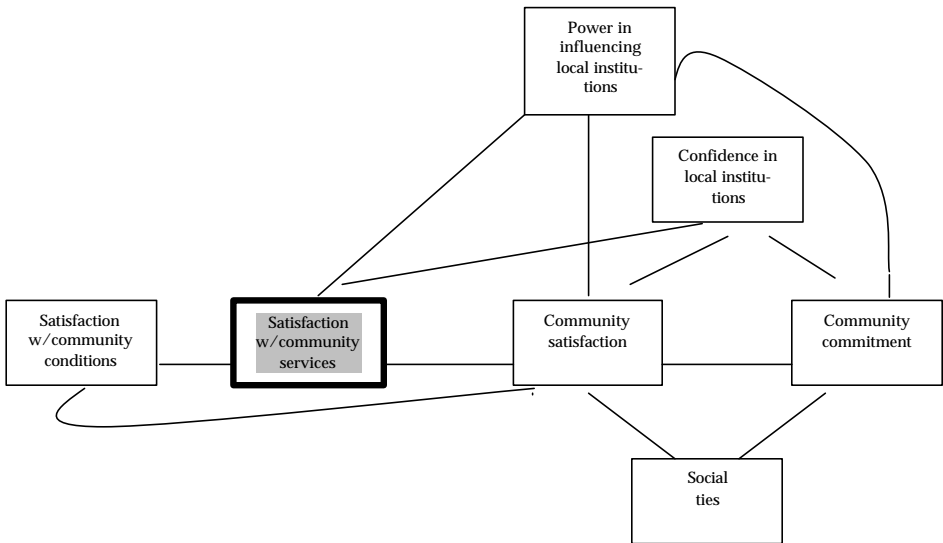 Power in
influencing
local institu-
tions
Confidence in
local institu-
tions
Satisfaction
w/community
conditions
Satisfaction
w/community
services
Community
satisfaction
Community
commitment
Social
ties